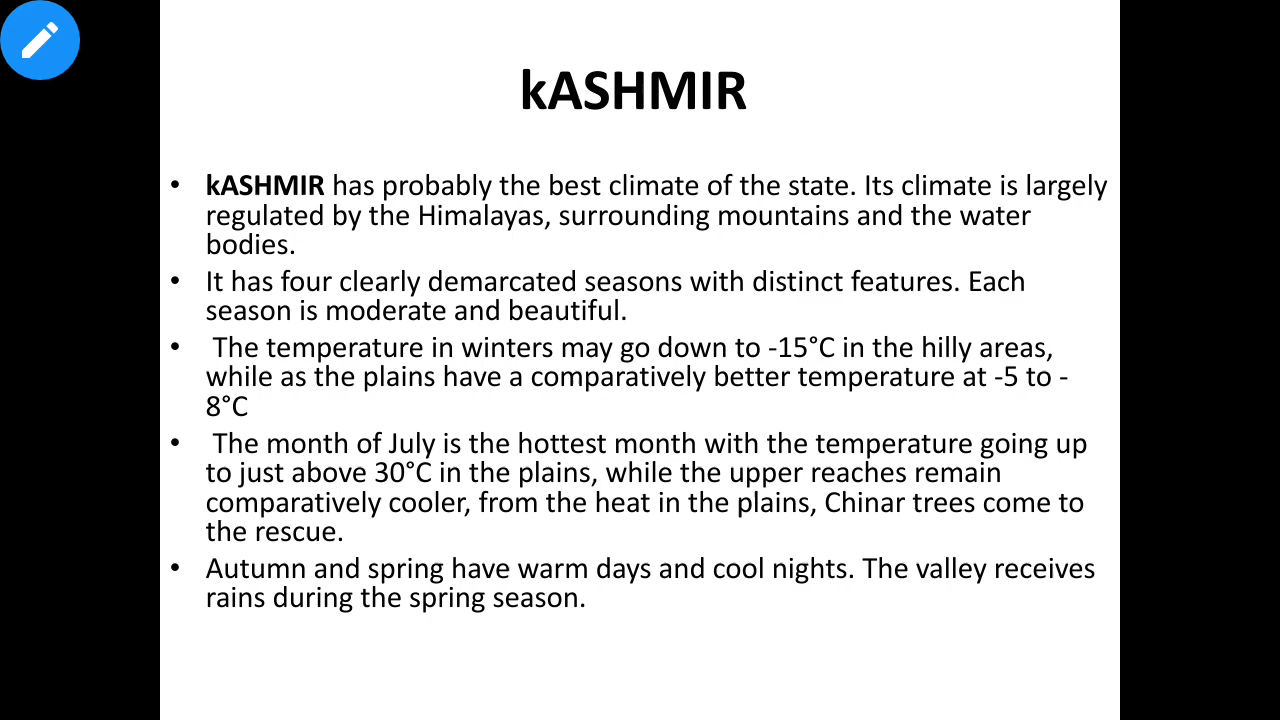 kASHMIR
• kASHMIR has probably the best climate of the state. Its climate is largely
regulated by the Himalayas, surrounding mountains and the water
bodies.
• It has four clearly demarcated seasons with distinct features. Each
season is moderate and beautiful.
• The temperature in winters may go down to -15°C in the hilly areas,
while as the plains have a comparatively better temperature at -5 to -
8°C
• The month of July is the hottest month with the temperature going up
to just above 30°C in the plains, while the upper reaches remain
comparatively cooler, from the heat in the plains, Chinar trees come to
the rescue.
• Autumn and spring have warm days and cool nights. The valley receives
rains during the spring season.